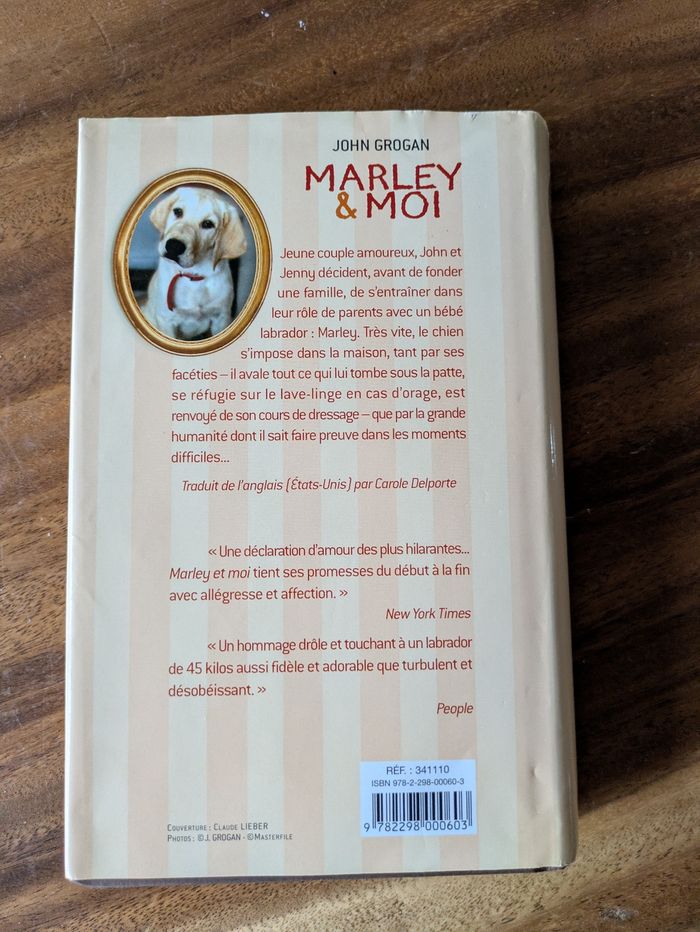 JOHN GROGAN
MARLEY
& MOI
Jeune couple amoureux, John et
Jenny décident, avant de fonder
une famille, de s'entraîner dans
leur rôle de parents avec un bébé
labrador : Marley. Très vite, le chien
s'impose dans la maison, tant par ses
facéties – il avale tout ce qui lui tombe sous la patte,
se réfugie sur le lave-linge en cas d'orage, est
renvoyé de son cours de dressage – que par la grande
humanité dont il sait faire preuve dans les moments
difficiles...
Traduit de l'anglais (États-Unis) par Carole Delporte
« Une déclaration d'amour des plus hilarantes...
Marley et moi tient ses promesses du début à la fin
avec allégresse et affection. »
New York Times
« Un hommage drôle et touchant à un labrador
de 45 kilos aussi fidèle et adorable que turbulent et
désobéissant. »
People
RÉF. : 341110
ISBN 978-2-298-00060-3
9 782298 000603
COUVERTURE : CLAUDE LIEBER
PHOTOS : © J. GROGAN - © MASTERFILE